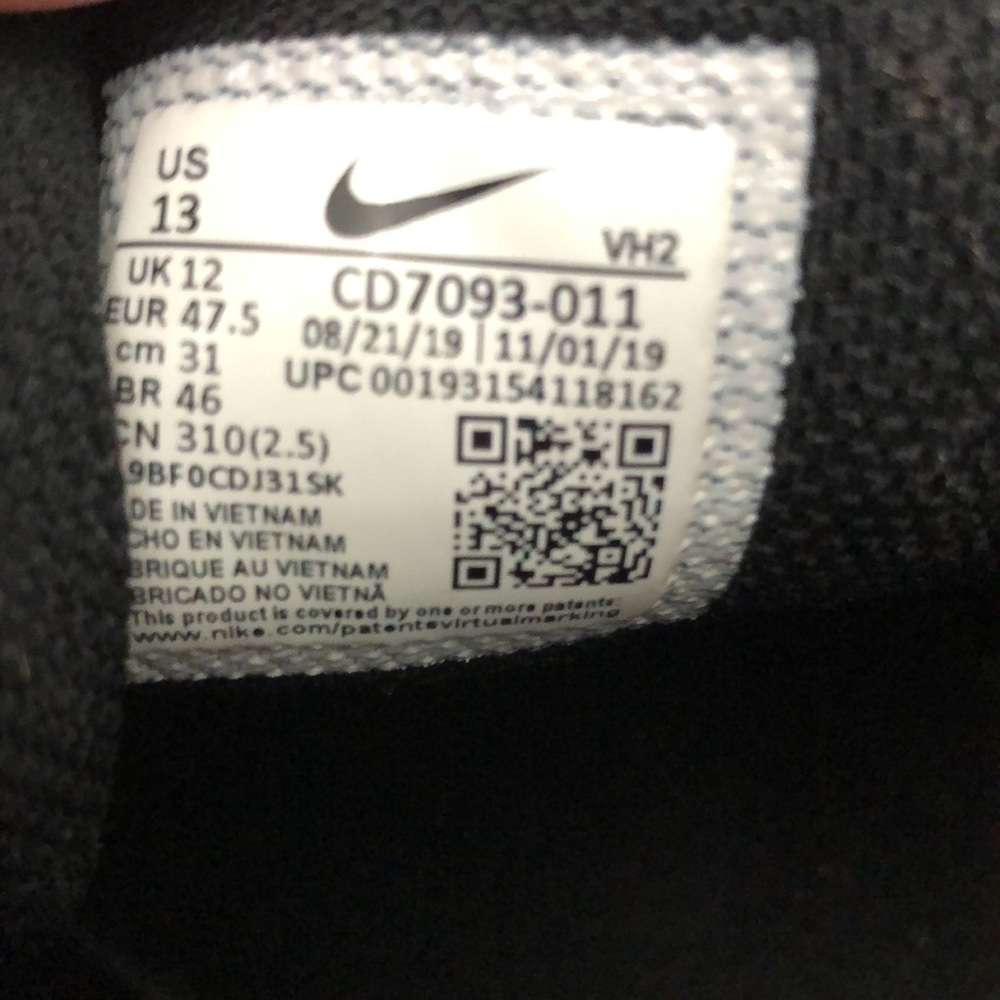 US
13
VH2
UK 12
EUR 47.5
cm 31
BR 46
CN 310(2.5)
CD7093-011
08/21/19 | 11/01/19
UPC 00193154118162
9BF0CDJ31SK
DE IN VIETNAM
CHO EN VIETNAM
BRIQUE AU VIETNAM
BRICADO NO VIETNÃ
This product is covered by one or more patents:
www.nike.com/patentsvirtualmarking